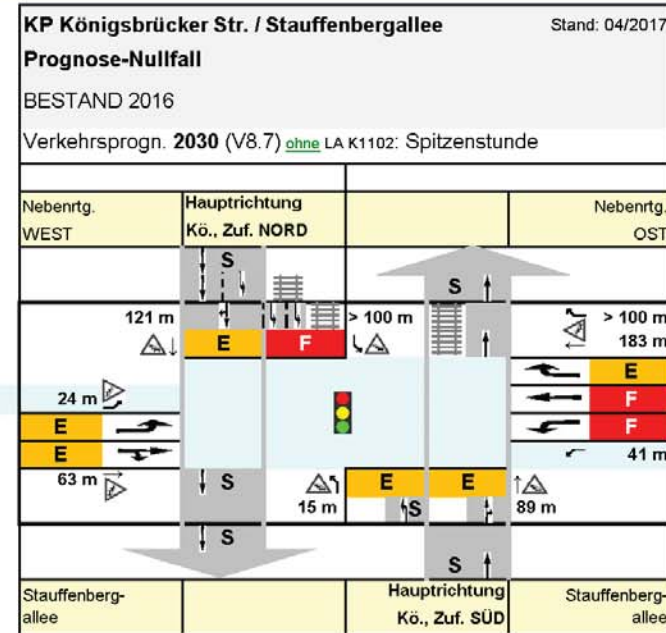 KP Königsbrücker Str. / Stauffenbergallee
Stand: 04/2017
Prognose-Nullfall
BESTAND 2016
Verkehrsprogn. 2030 (V8.7) ohne LA K1102: Spitzenstunde
Nebenrtg.
WEST
Hauptrichtung
Kö., Zuf. NORD
Nebenrtg.
OST
S
S
121 m
> 100 m
> 100 m
183 m
E
F
E
24 m
F
E
F
E
41 m
63 m
S
15 m
E
E
S
89 m
S
S
Stauffenberg-
allee
Hauptrichtung
Kö., Zuf. SÜD
Stauffenberg-
allee